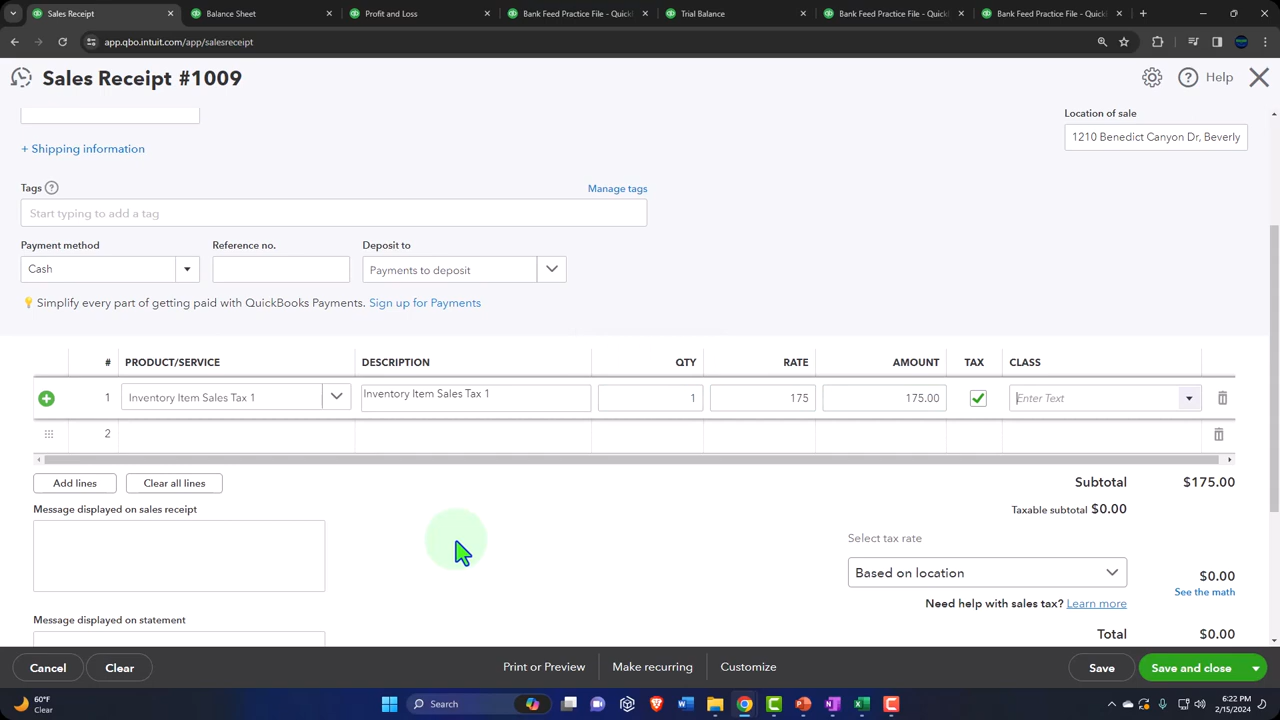 Sales Receipt
Balance Sheet
Profit and Loss
Bank Feed Practice File - Quick
Trial Balance
Bank Feed Practice File - Quick
Bank Feed Practice File - Quick
app.qbo.intuit.com/app/salesreceipt
Sales Receipt #1009
Help
Location of sale
1210 Benedict Canyon Dr, Beverly
+ Shipping information
Tags ?
Manage tags
Start typing to add a tag
Payment method
Reference no.
Deposit to
Cash
Payments to deposit
Simplify every part of getting paid with QuickBooks Payments. Sign up for Payments
# PRODUCT/SERVICE DESCRIPTION QTY RATE AMOUNT TAX CLASS
1 Inventory Item Sales Tax 1 Inventory Item Sales Tax 1 1 175 175.00 Enter Text
2
Add lines
Clear all lines
Subtotal $175.00
Message displayed on sales receipt
Taxable subtotal $0.00
Select tax rate
Based on location
$0.00
See the math
Need help with sales tax? Learn more
Message displayed on statement
Total $0.00
Cancel
Clear
Print or Preview
Make recurring
Customize
Save
Save and close
60°F
Clear
Search
6:22 PM
2/15/2024